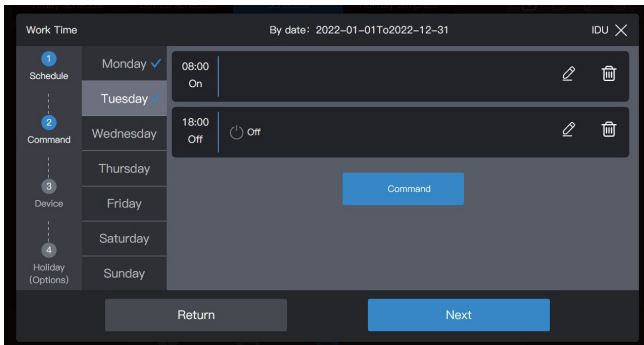 Work Time
By date: 2022-01-01To2022-12-31
IDU
1
Schedule
2
Command
3
Device
4
Holiday
(Options)
Monday
Tuesday
Wednesday
Thursday
Friday
Saturday
Sunday
08:00
On
18:00
Off
Off
Command
Return
Next